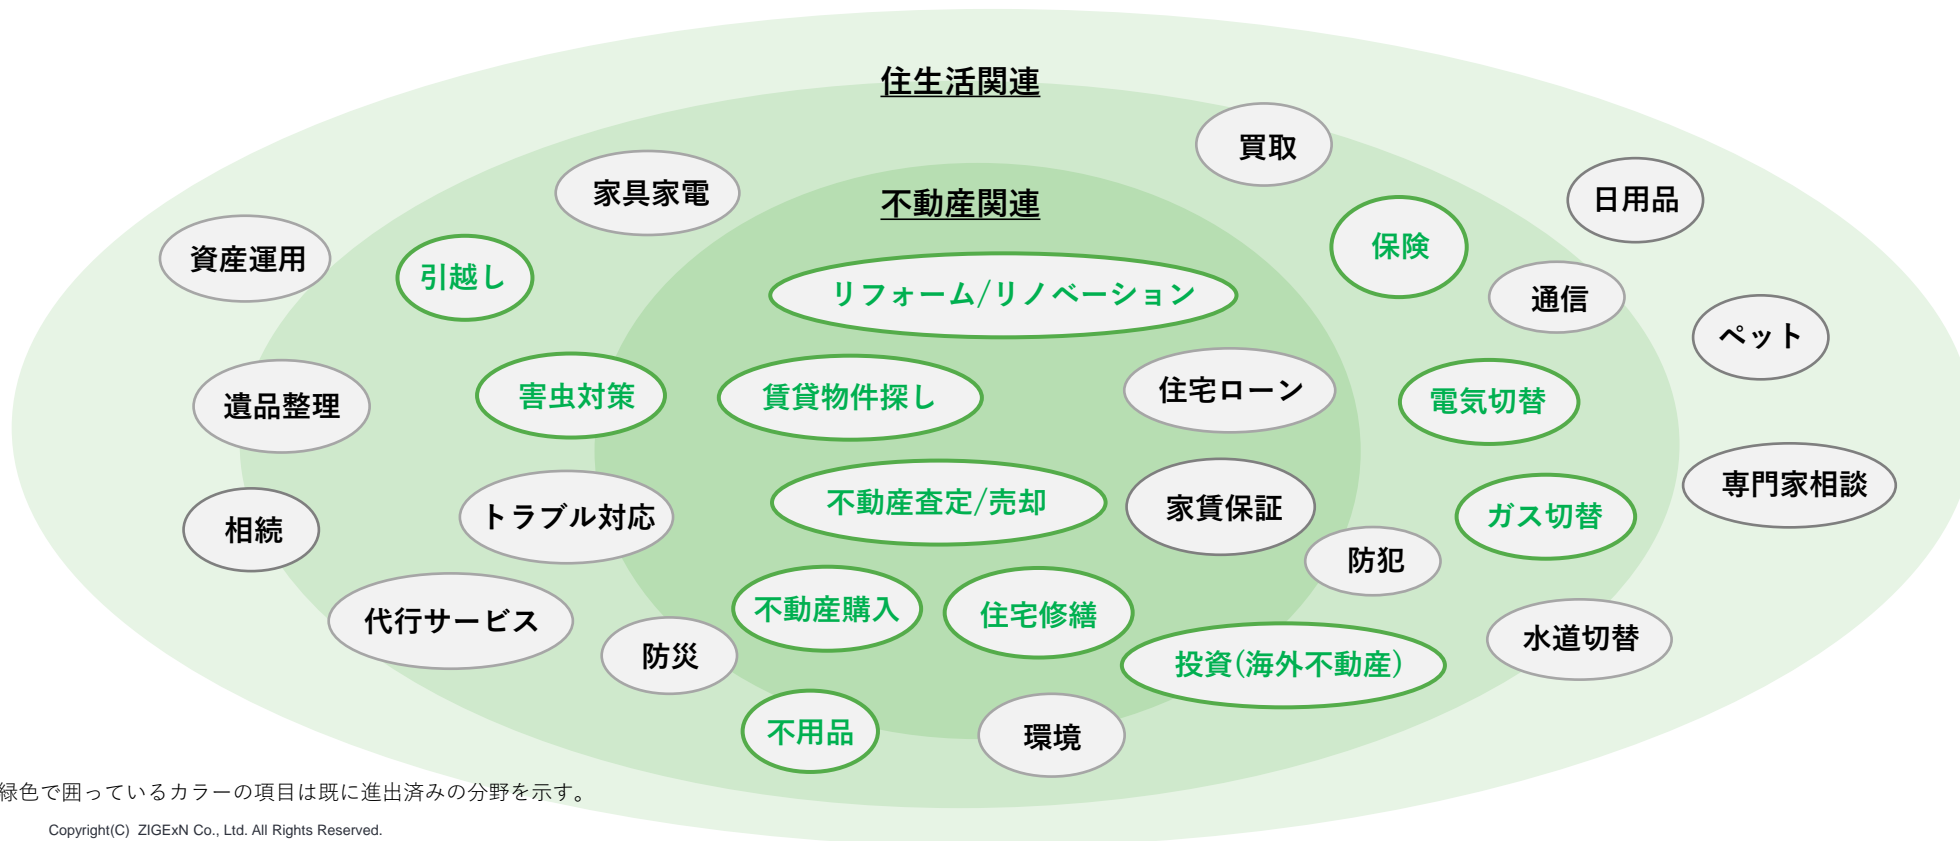 住生活関連
買取
家具家電
日用品
不動産関連
保険
資産運用
引越し
リフォーム/リノベーション
通信
ペット
害虫対策
賃貸物件探し
住宅ローン
電気切替
遺品整理
専門家相談
トラブル対応
不動産査定/売却
家賃保証
ガス切替
相続
防犯
代行サービス
不動産購入
住宅修繕
水道切替
防災
投資(海外不動産)
不用品
環境
緑色で囲っているカラーの項目は既に進出済みの分野を示す。
Copyright(C) ZIGExN Co., Ltd. All Rights Reserved.